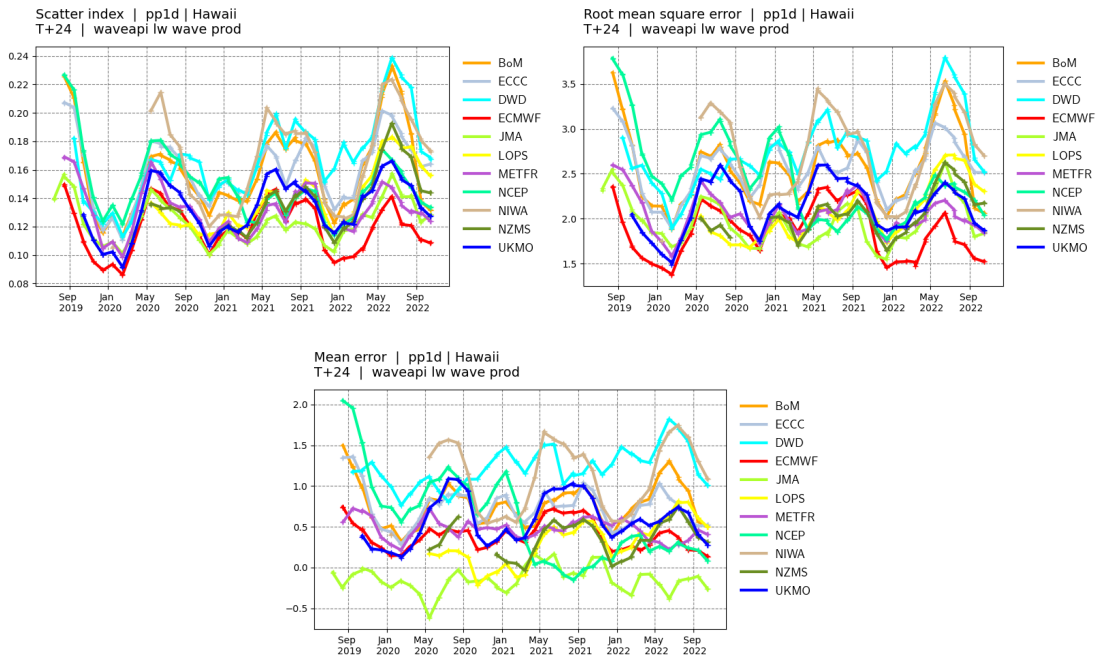 Scatter index | pp1d | Hawaii
T+24 | waveapi lw wave prod
0.24
0.22
0.20
0.18
0.16
0.14
0.12
0.10
0.08
Sep 2019
Jan 2020
May 2020
Sep 2020
Jan 2021
May 2021
Sep 2021
Jan 2022
May 2022
Sep 2022
BoM
ECCC
DWD
ECMWF
JMA
LOPS
METFR
NCEP
NIWA
NZMS
UKMO
Root mean square error | pp1d | Hawaii
T+24 | waveapi lw wave prod
3.5
3.0
2.5
2.0
1.5
Sep 2019
Jan 2020
May 2020
Sep 2020
Jan 2021
May 2021
Sep 2021
Jan 2022
May 2022
Sep 2022
BoM
ECCC
DWD
ECMWF
JMA
LOPS
METFR
NCEP
NIWA
NZMS
UKMO
Mean error | pp1d | Hawaii
T+24 | waveapi lw wave prod
2.0
1.5
1.0
0.5
0.0
−0.5
Sep 2019
Jan 2020
May 2020
Sep 2020
Jan 2021
May 2021
Sep 2021
Jan 2022
May 2022
Sep 2022
BoM
ECCC
DWD
ECMWF
JMA
LOPS
METFR
NCEP
NIWA
NZMS
UKMO